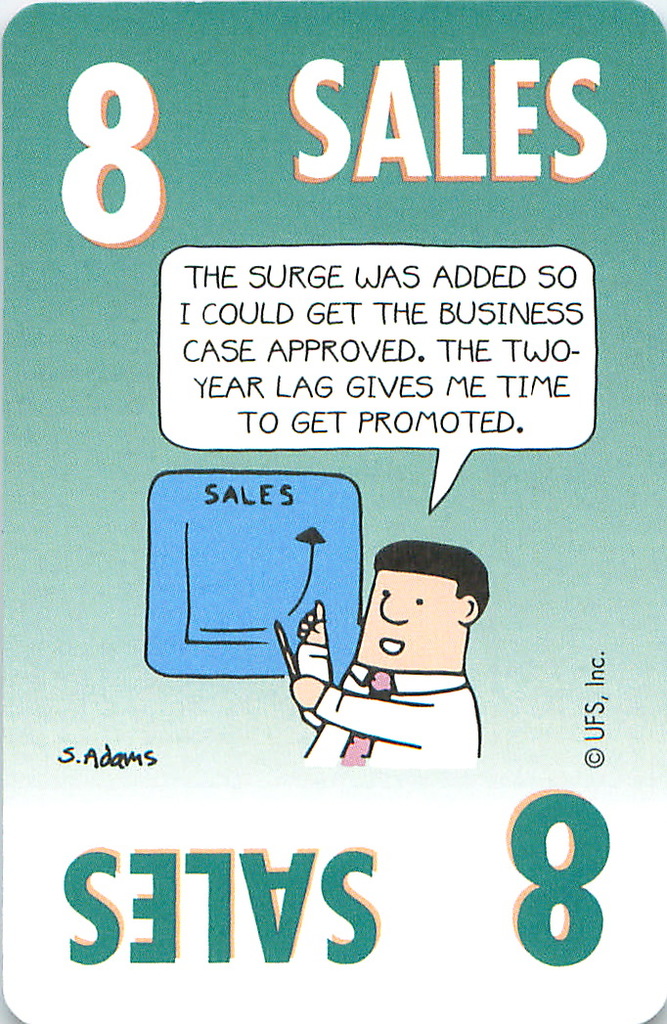 8 SALES
THE SURGE WAS ADDED SO
I COULD GET THE BUSINESS
CASE APPROVED. THE TWO-
YEAR LAG GIVES ME TIME
TO GET PROMOTED.
SALES
© UFS, Inc.
S. Adams
8 SALES